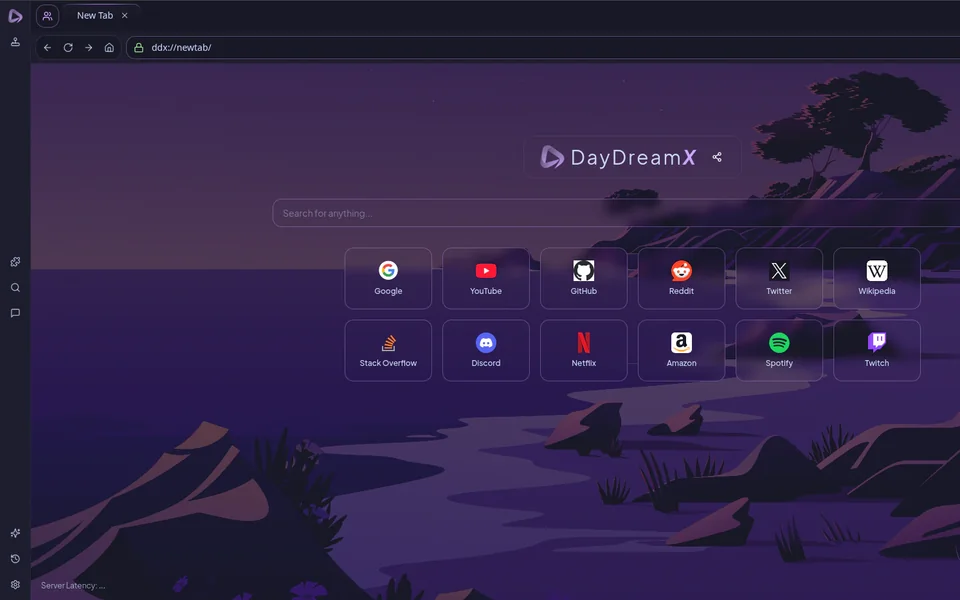 New Tab
ddx://newtab/
DayDreamX
Search for anything...
Google
YouTube
GitHub
Reddit
Twitter
Wikipedia
Stack Overflow
Discord
Netflix
Amazon
Spotify
Twitch
Server Latency: ...